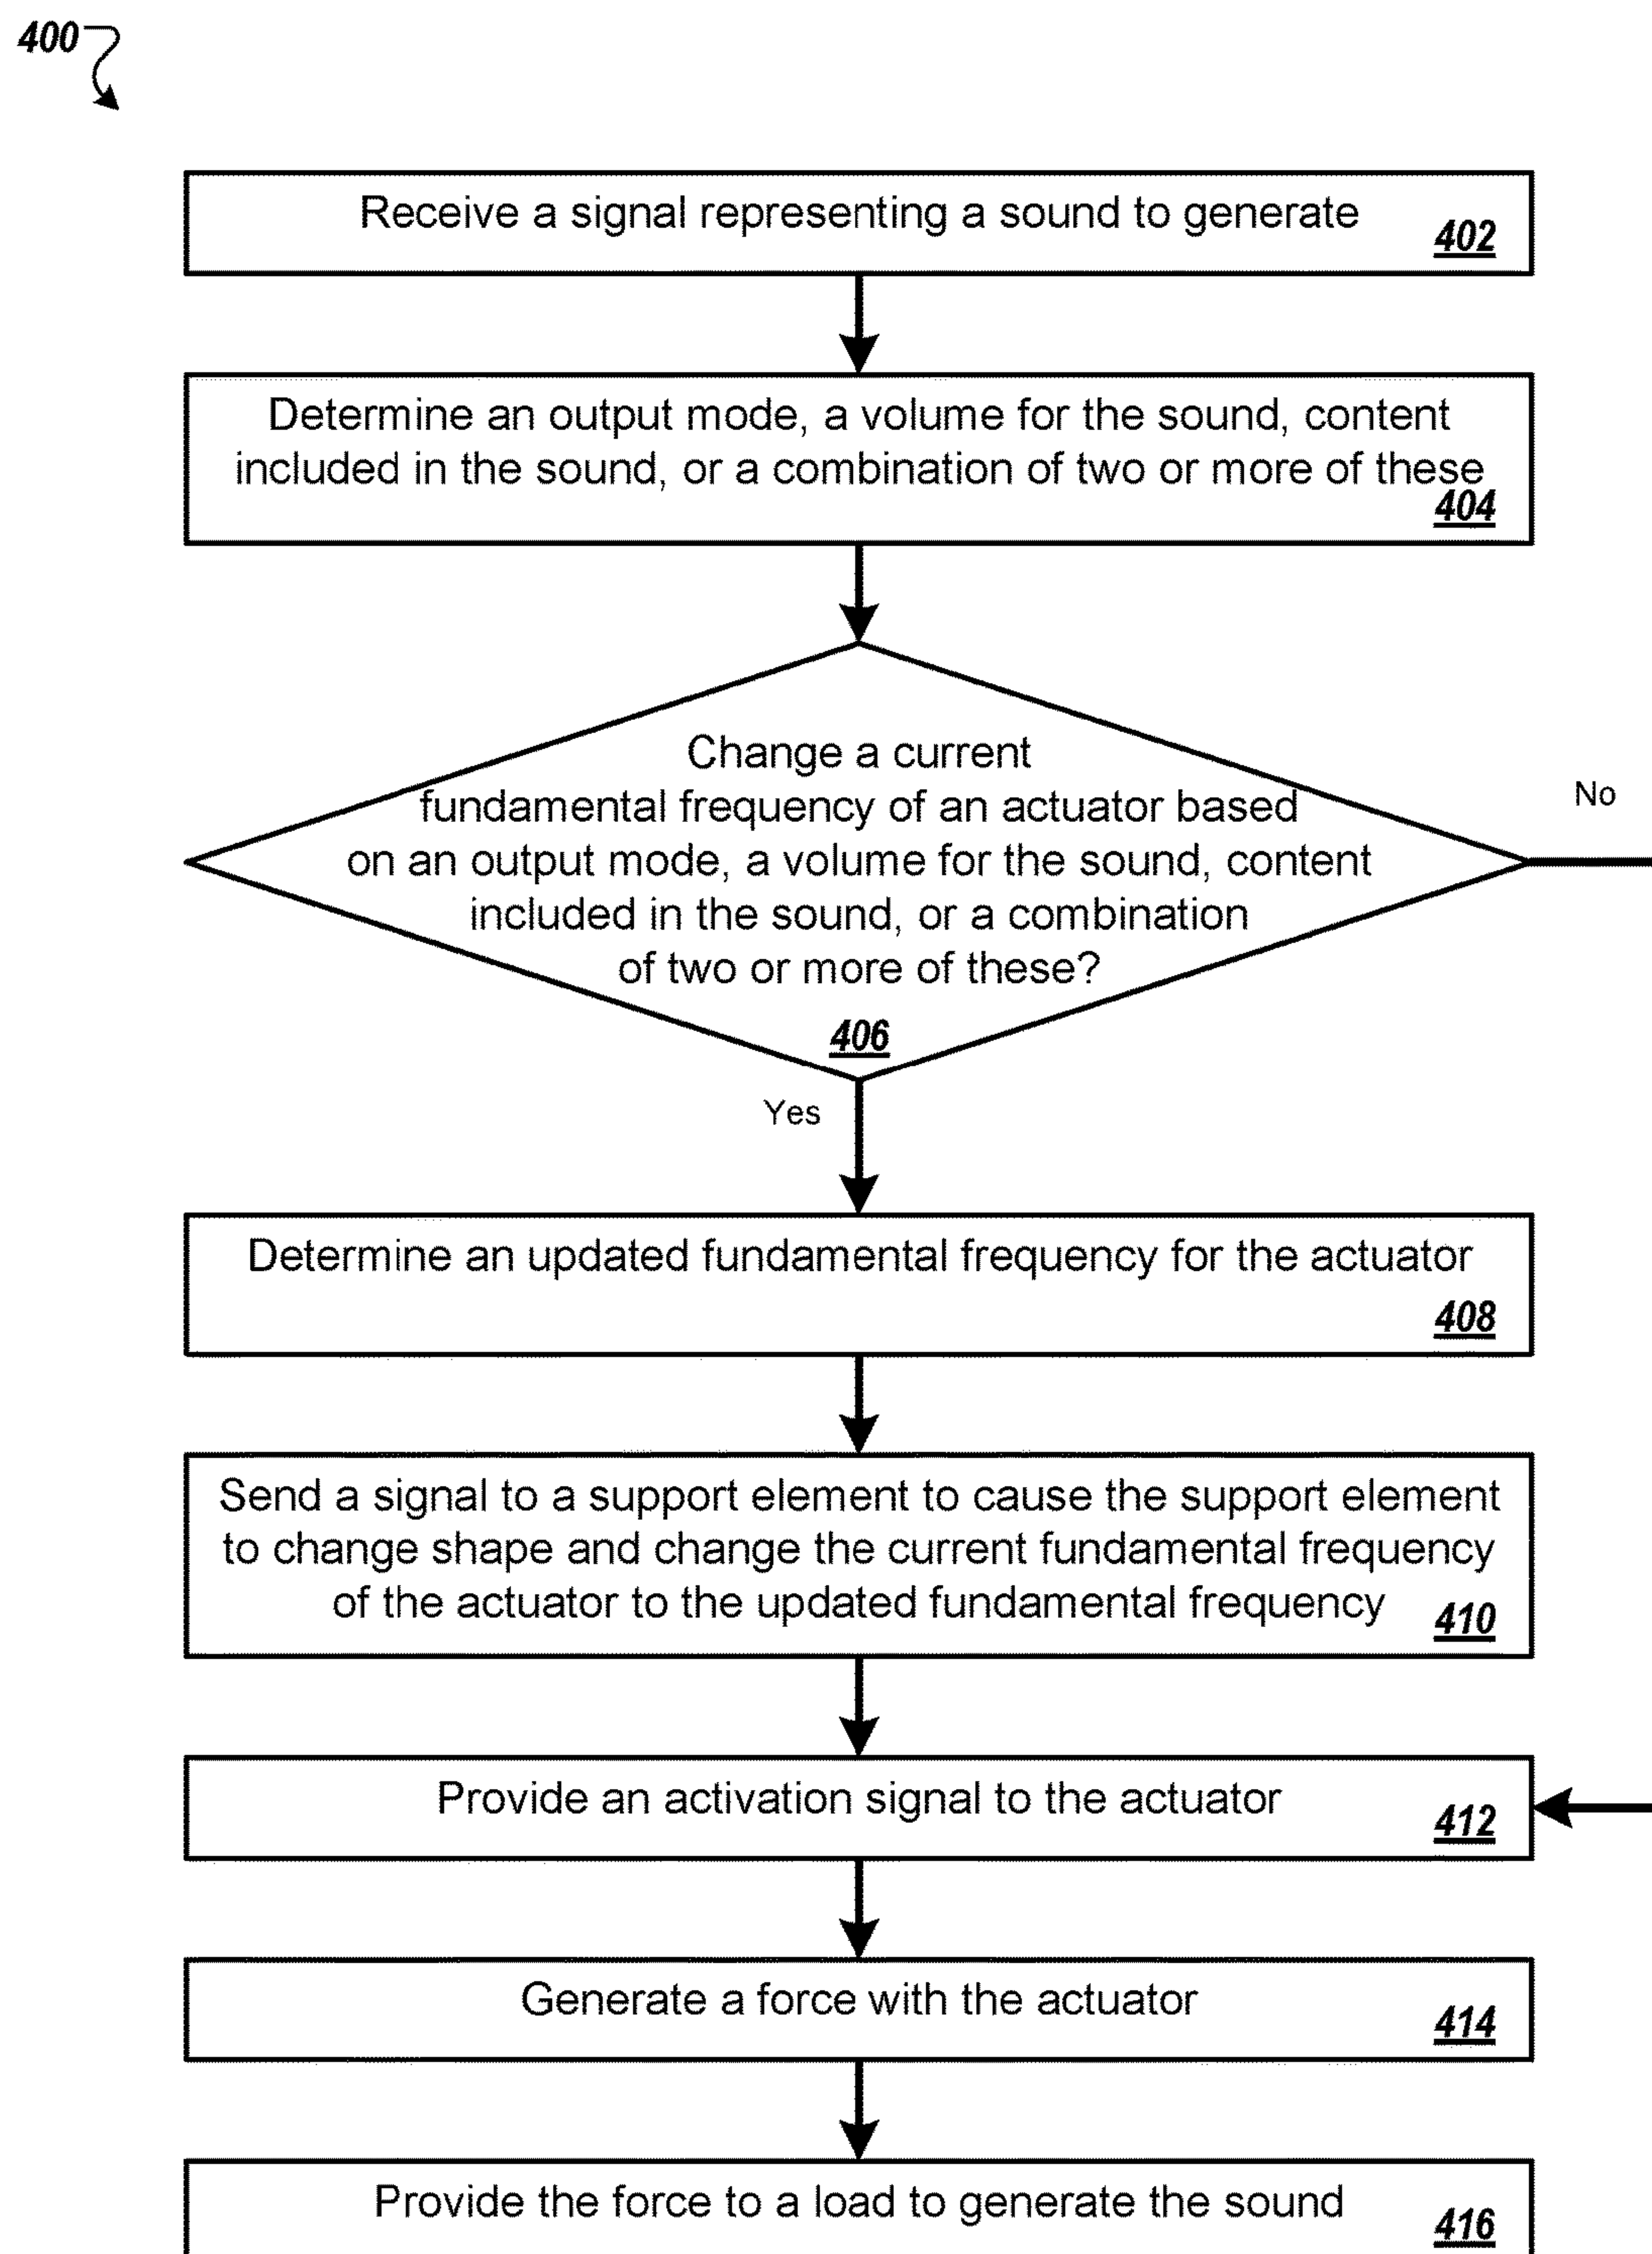 400
Receive a signal representing a sound to generate
402
Determine an output mode, a volume for the sound, content
included in the sound, or a combination of two or more of these
404
Change a current
fundamental frequency of an actuator based
on an output mode, a volume for the sound, content
included in the sound, or a combination
of two or more of these?
406
No
Yes
Determine an updated fundamental frequency for the actuator
408
Send a signal to a support element to cause the support element
to change shape and change the current fundamental frequency
of the actuator to the updated fundamental frequency
410
Provide an activation signal to the actuator
412
Generate a force with the actuator
414
Provide the force to a load to generate the sound
416